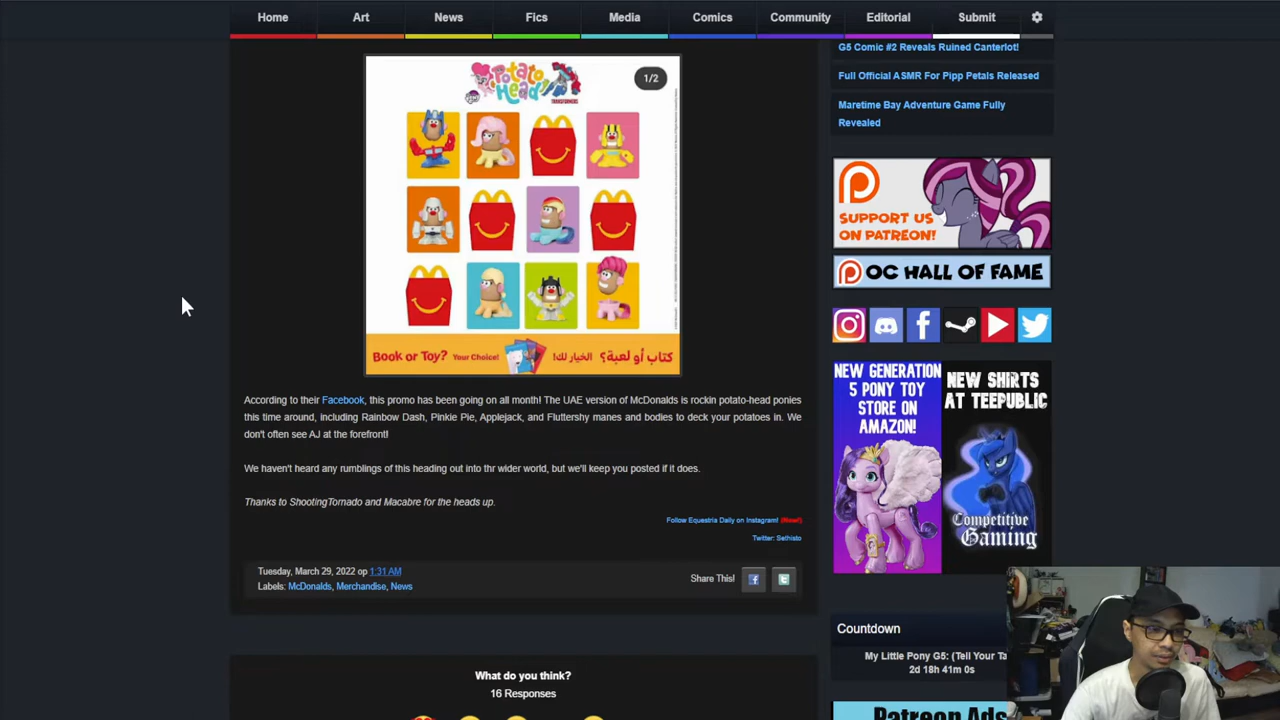 Home Art News Fics Media Comics Community Editorial Submit
Potato Head
TRANSFORMERS
1/2
Book or Toy? Your Choice! الخيار لك! كتاب أو لعبة؟
According to their Facebook, this promo has been going on all month! The UAE version of McDonalds is rockin potato-head ponies
this time around, including Rainbow Dash, Pinkie Pie, Applejack, and Fluttershy manes and bodies to deck your potatoes in. We
don't often see AJ at the forefront!
We haven't heard any rumblings of this heading out into thr wider world, but we'll keep you posted if it does.
Thanks to ShootingTornado and Macabre for the heads up.
Follow Equestria Daily on Instagram! (New!)
Twitter: Sethisto
Tuesday, March 29, 2022 op 1:31 AM
Labels: McDonalds, Merchandise, News
Share This!
What do you think?
16 Responses
G5 Comic #2 Reveals Ruined Canterlot!
Full Official ASMR For Pipp Petals Released
Maretime Bay Adventure Game Fully
Revealed
SUPPORT US
ON PATREON!
OC HALL OF FAME
NEW GENERATION
5 PONY TOY
STORE ON
AMAZON!
NEW SHIRTS
AT TEEPUBLIC
Competitive
Gaming
Countdown
My Little Pony G5: (Tell Your Ta
2d 18h 41m 0s
Patreon Ads